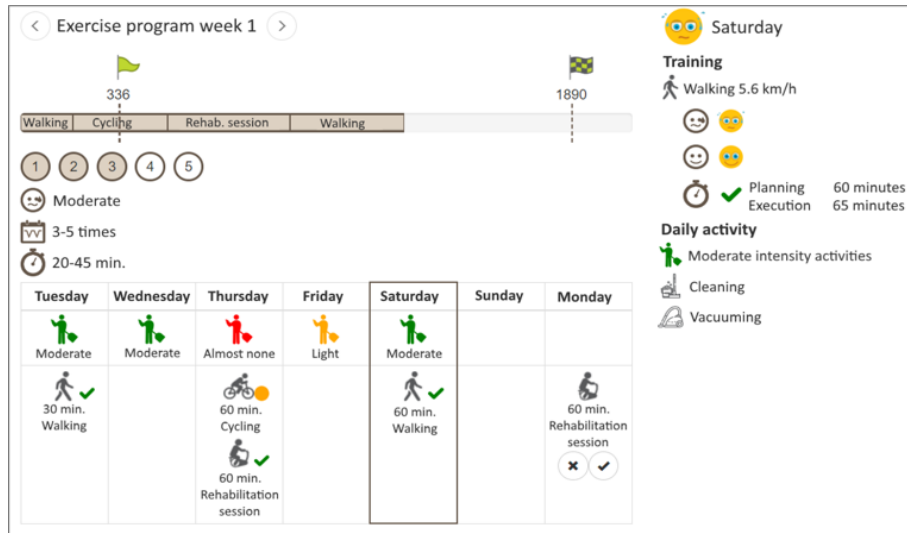 Exercise program week 1
336
1890
Walking Cycling Rehab. session Walking
1 2 3 4 5
Moderate
3-5 times
20-45 min.
Tuesday Wednesday Thursday Friday Saturday Sunday Monday
Moderate Moderate Almost none Light Moderate
30 min.
Walking
60 min.
Cycling
60 min.
Rehabilitation
session
60 min.
Walking
60 min.
Rehabilitation
session
Saturday
Training
Walking 5.6 km/h
Planning 60 minutes
Execution 65 minutes
Daily activity
Moderate intensity activities
Cleaning
Vacuuming